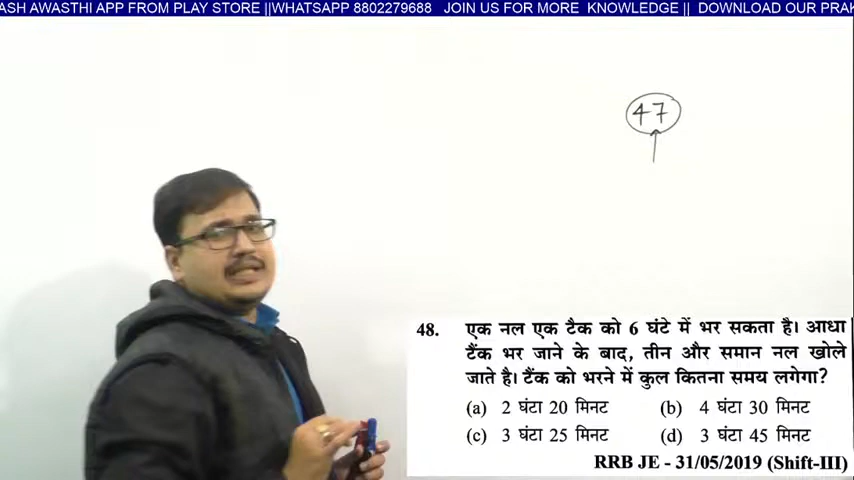 ASH AWASTHI APP FROM PLAY STORE ||WHATSAPP 8802279688 JOIN US FOR MORE KNOWLEDGE || DOWNLOAD OUR PRAK
47
48. एक नल एक टैक को 6 घंटे में भर सकता है। आधा
टैंक भर जाने के बाद, तीन और समान नल खोले
जाते है। टैंक को भरने में कुल कितना समय लगेगा?
(a) 2 घंटा 20 मिनट (b) 4 घंटा 30 मिनट
(c) 3 घंटा 25 मिनट (d) 3 घंटा 45 मिनट
RRB JE - 31/05/2019 (Shift-III)